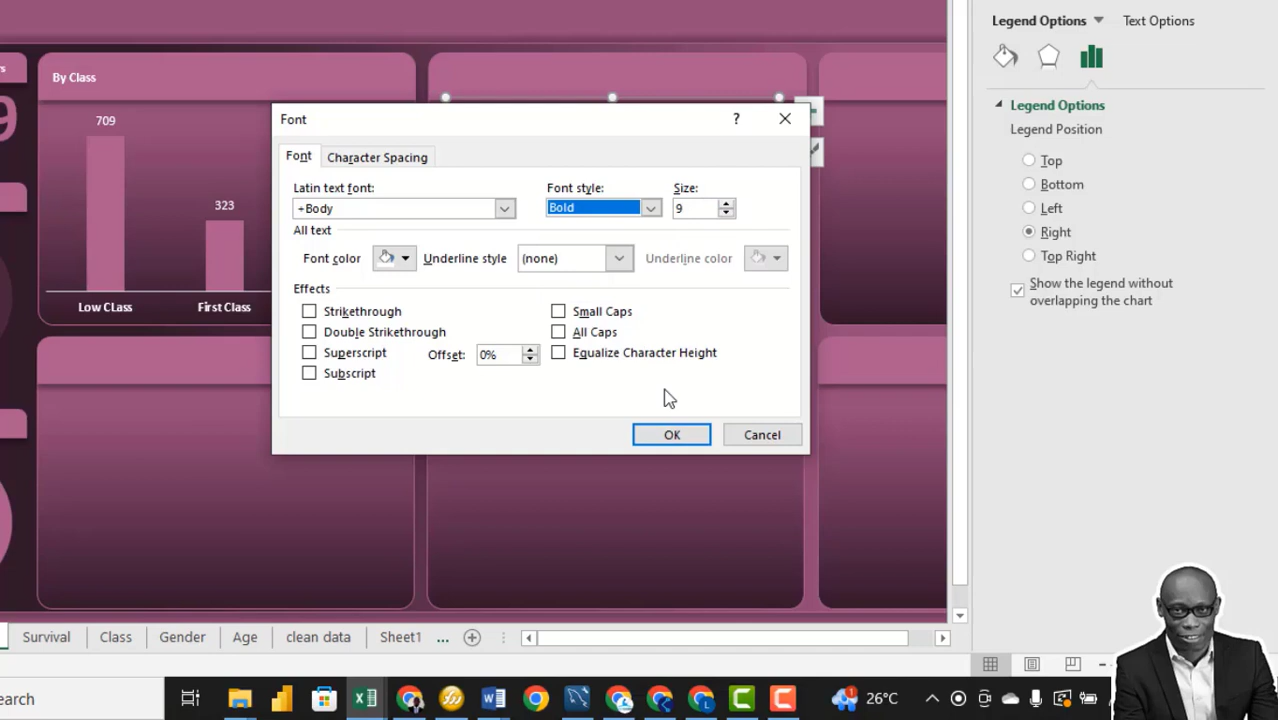 Legend Options Text Options
By Class
709
323
Low CLass First Class
9
Font
?
Font Character Spacing
Latin text font: Font style: Size:
+Body Bold 9
All text
Font color Underline style (none) Underline color
Effects
Strikethrough Small Caps
Double Strikethrough All Caps
Superscript Offset: 0% Equalize Character Height
Subscript
OK Cancel
Legend Options
Legend Position
Top
Bottom
Left
Right
Top Right
Show the legend without
overlapping the chart
Survival Class Gender Age clean data Sheet1 ...
earch 26°C